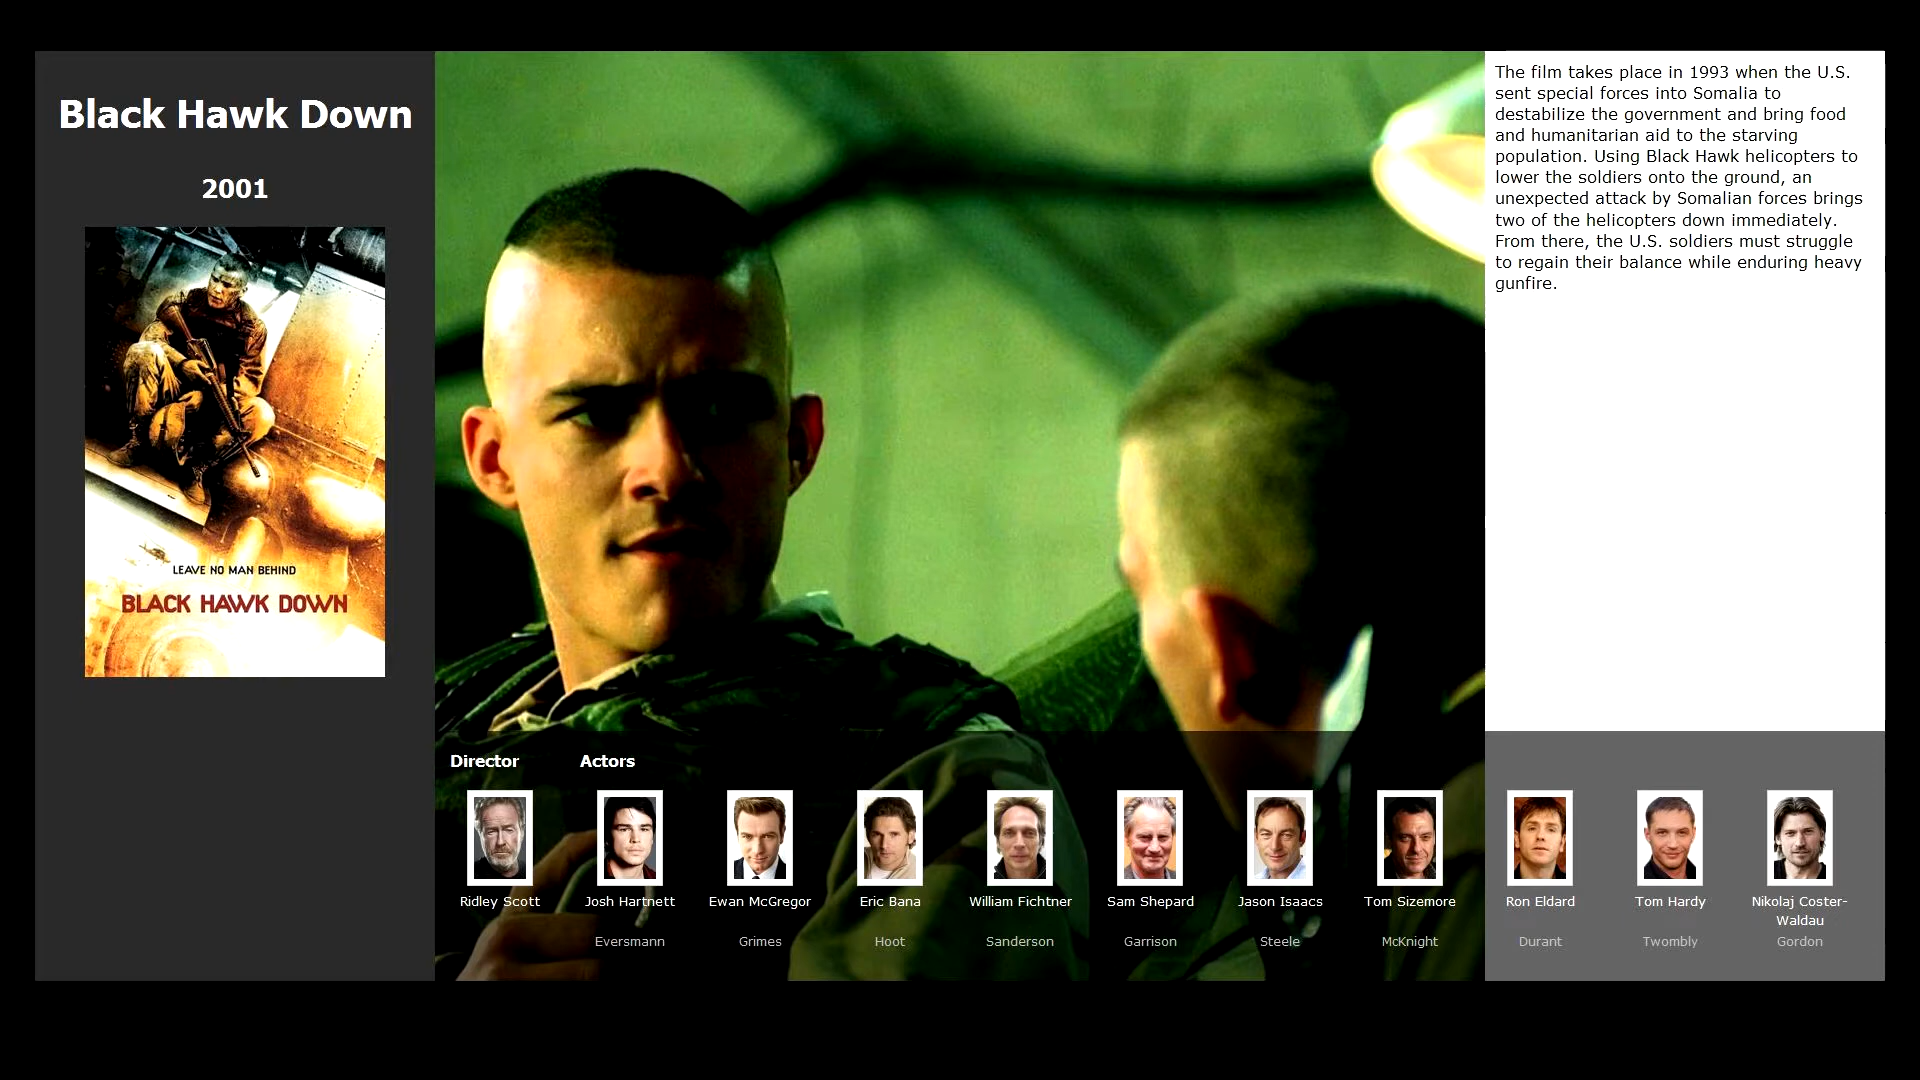 Black Hawk Down
2001
LEAVE NO MAN BEHIND
BLACK HAWK DOWN
The film takes place in 1993 when the U.S.
sent special forces into Somalia to
destabilize the government and bring food
and humanitarian aid to the starving
population. Using Black Hawk helicopters to
lower the soldiers onto the ground, an
unexpected attack by Somalian forces brings
two of the helicopters down immediately.
From there, the U.S. soldiers must struggle
to regain their balance while enduring heavy
gunfire.
Director Actors
Ridley Scott Josh Hartnett Ewan McGregor Eric Bana William Fichtner Sam Shepard Jason Isaacs Tom Sizemore Ron Eldard Tom Hardy Nikolaj Coster-
Waldau
Eversmann Grimes Hoot Sanderson Garrison Steele McKnight Durant Twombly Gordon